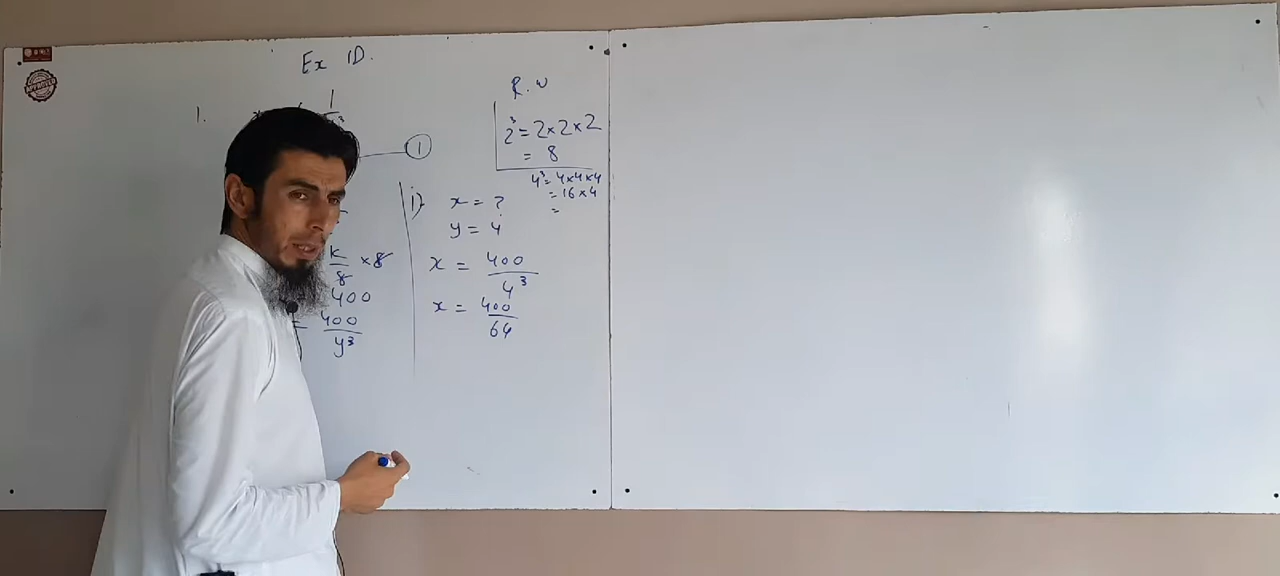 Ex 1D.
1.
1
1
R.W
2³ = 2×2×2
= 8
4³ = 4×4×4
= 16×4
=
i)
x = ?
y = 4
x = 400 / 4³
x = 400 / 64
k / 8 × 8
400
= 400 / y³
APPROVED